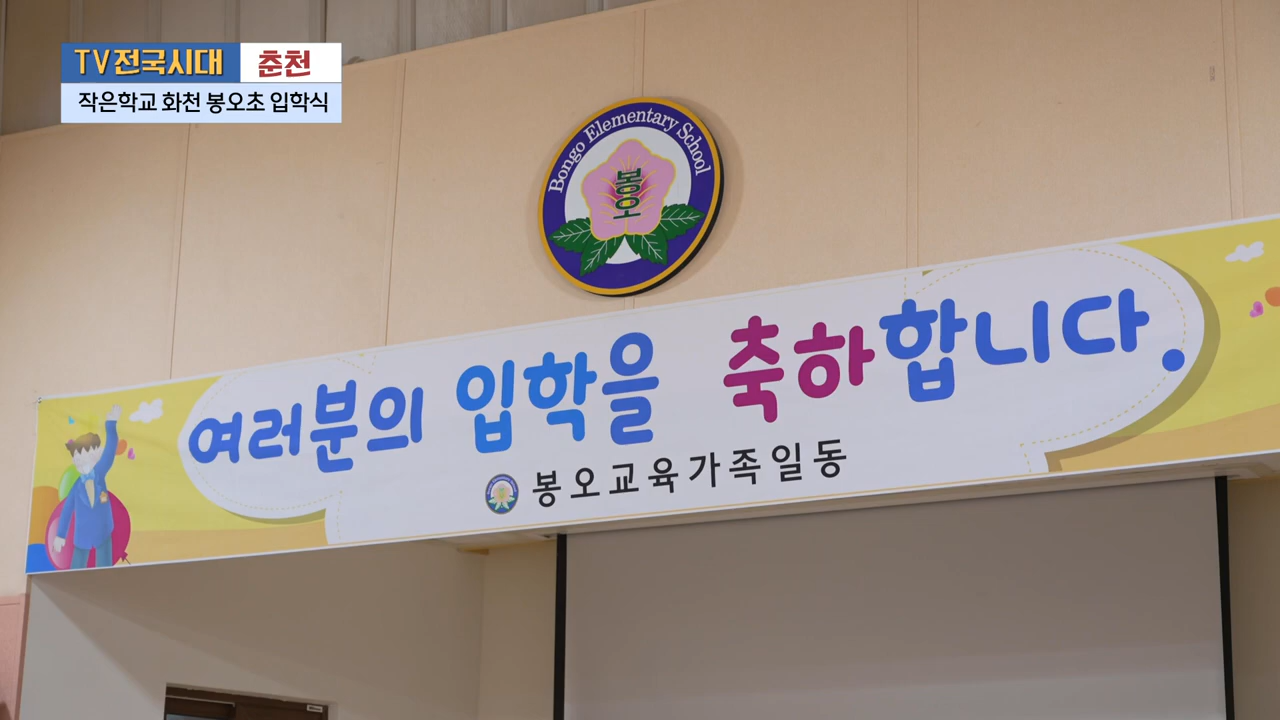 TV전국시대 춘천
작은학교 화천 봉오초 입학식
Bongo Elementary School
봉오
여러분의 입학을 축하합니다.
봉오교육가족일동